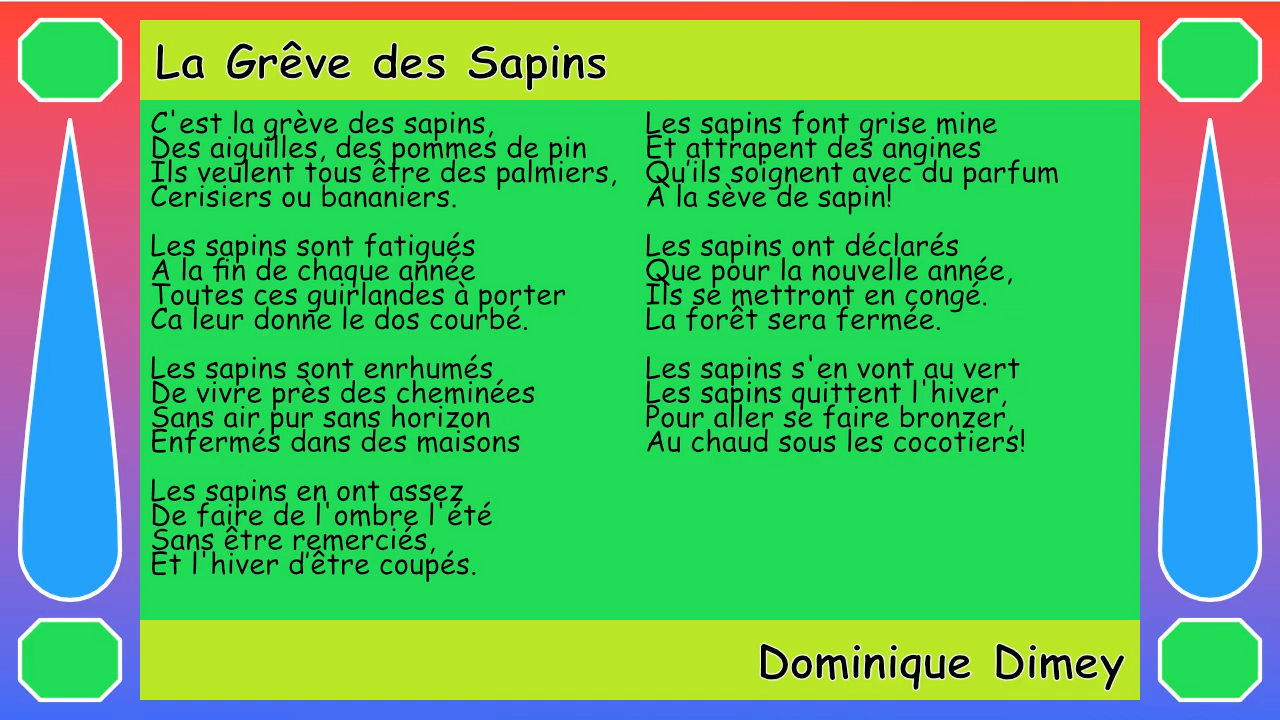 La Grêve des Sapins
C'est la grève des sapins,
Des aiguilles, des pommes de pin
Ils veulent tous être des palmiers,
Cerisiers ou bananiers.
Les sapins sont fatigués
A la fin de chaque année
Toutes ces guirlandes à porter
Ca leur donne le dos courbé.
Les sapins sont enrhumés
De vivre près des cheminées
Sans air pur sans horizon
Enfermés dans des maisons
Les sapins en ont assez
De faire de l'ombre l'été
Sans être remerciés,
Et l'hiver d’être coupés.
Les sapins font grise mine
Et attrapent des angines
Qu’ils soignent avec du parfum
A la sève de sapin!
Les sapins ont déclarés
Que pour la nouvelle année,
Ils se mettront en congé.
La forêt sera fermée.
Les sapins s'en vont au vert
Les sapins quittent l'hiver,
Pour aller se faire bronzer,
Au chaud sous les cocotiers!
Dominique Dimey